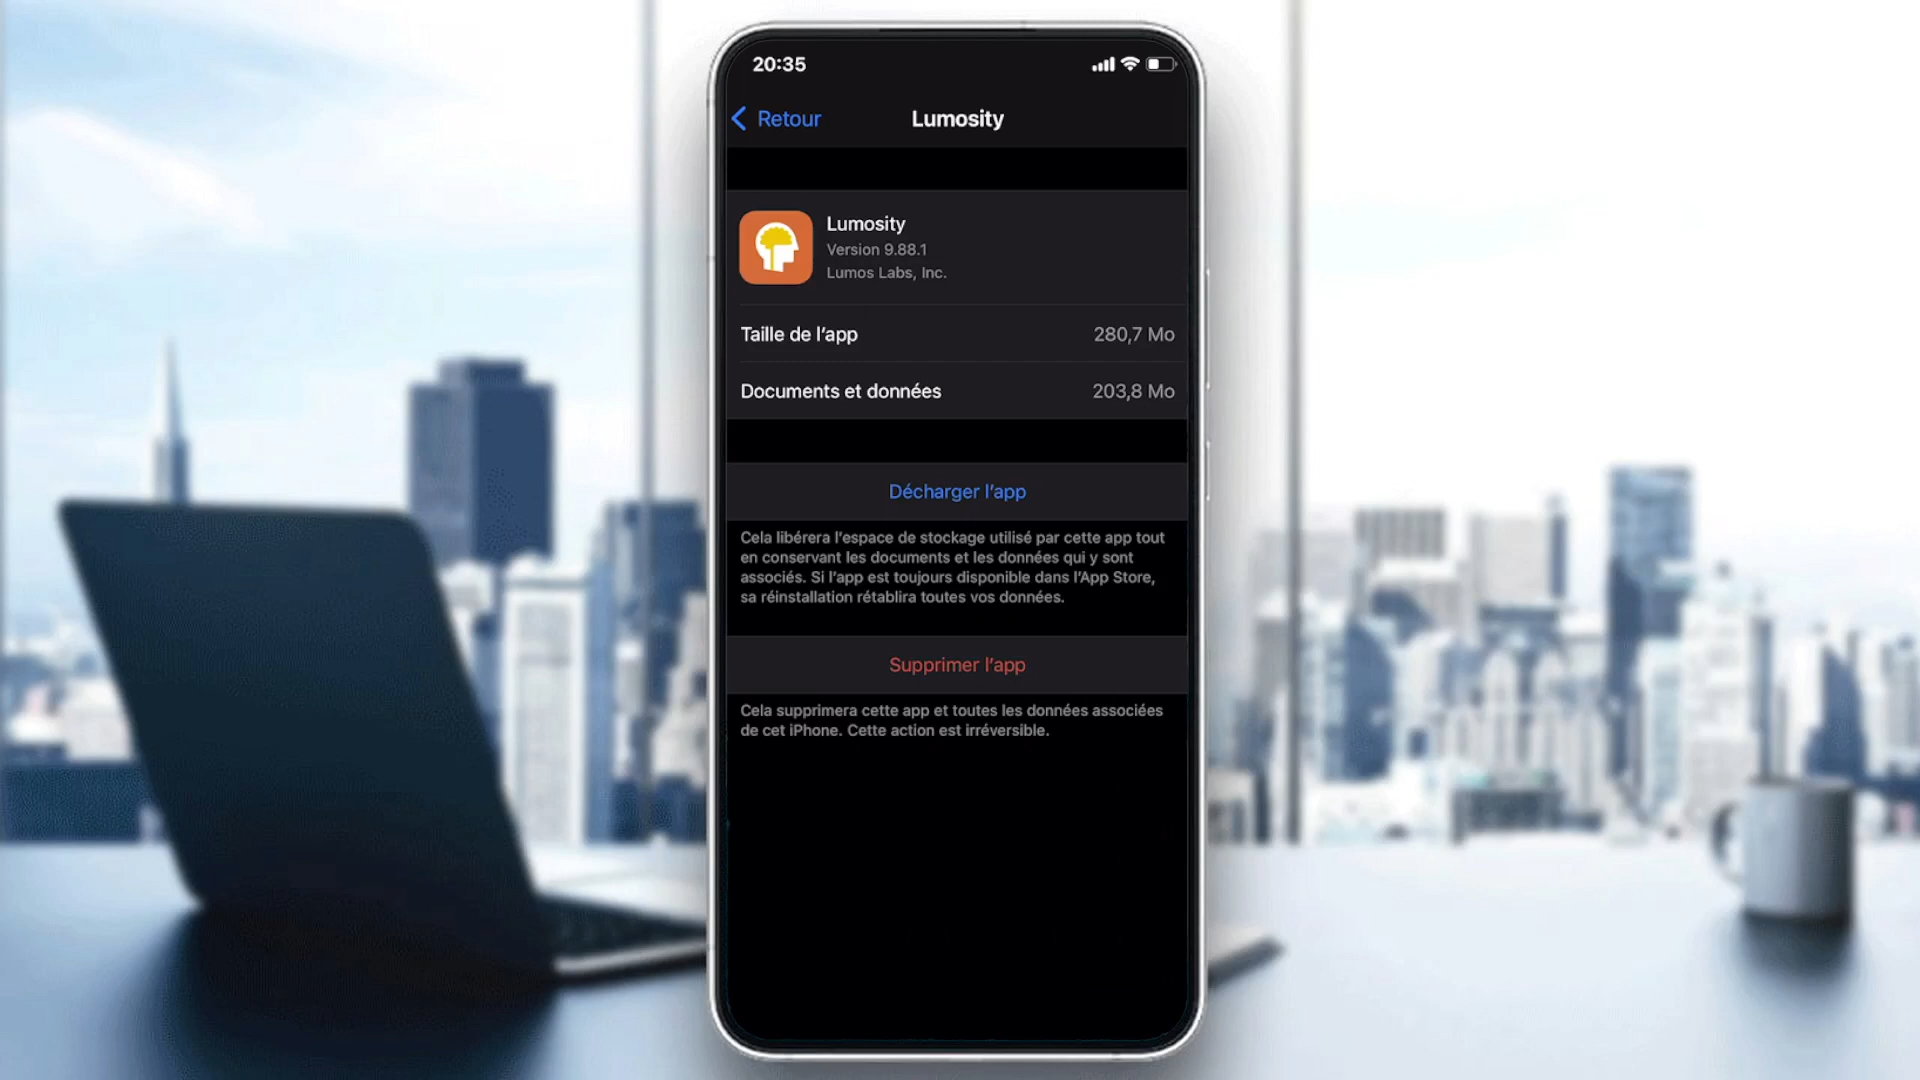 20:35
Retour
Lumosity
Lumosity
Version 9.88.1
Lumos Labs, Inc.
Taille de l'app 280,7 Mo
Documents et données 203,8 Mo
Décharger l'app
Cela libérera l'espace de stockage utilisé par cette app tout
en conservant les documents et les données qui y sont
associés. Si l'app est toujours disponible dans l'App Store,
sa réinstallation rétablira toutes vos données.
Supprimer l'app
Cela supprimera cette app et toutes les données associées
de cet iPhone. Cette action est irréversible.